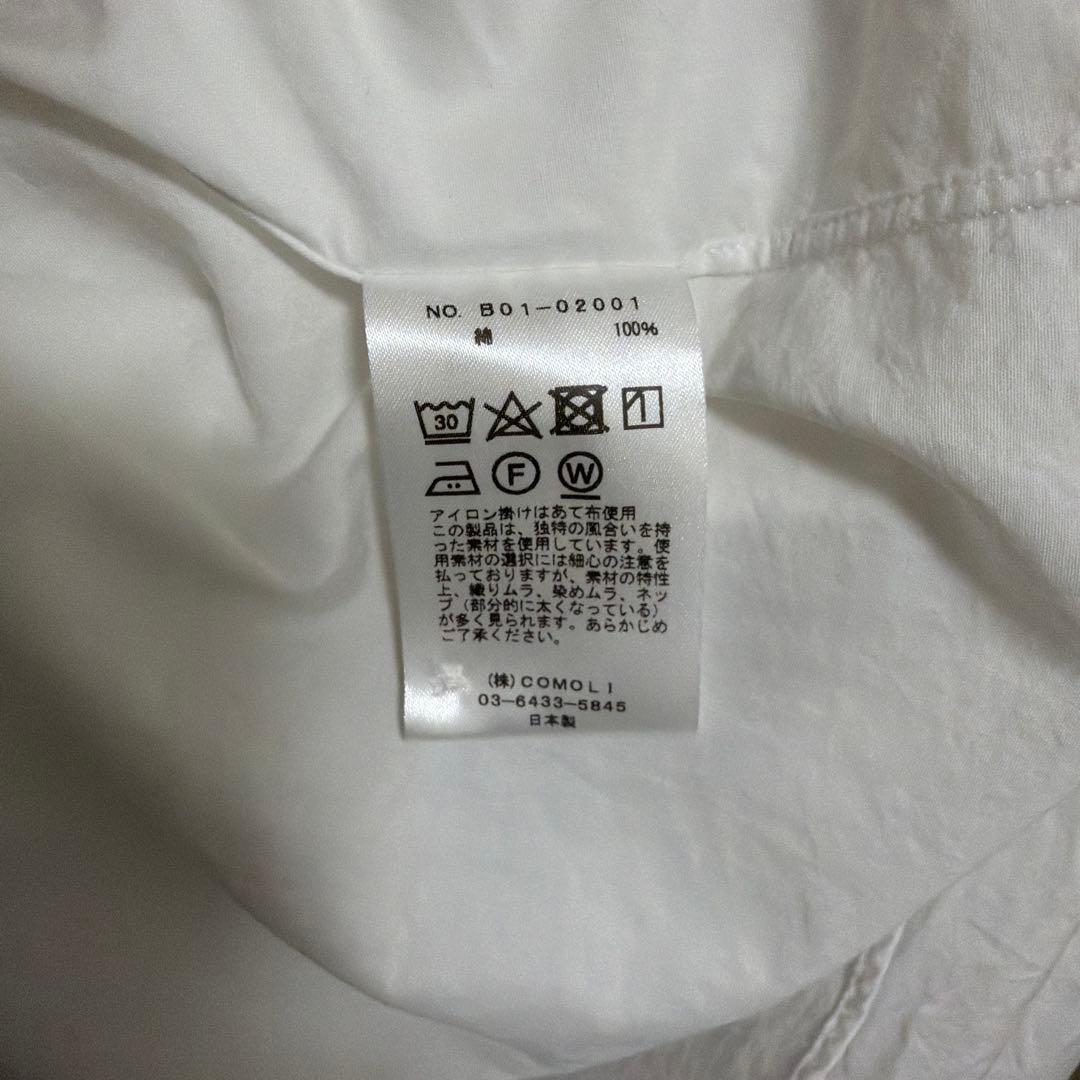 NO. B01-02001
綿 100%
30
F W
アイロン掛けはあて布使用
この製品は、独特の風合いを持
った素材を使用しています。使
用素材の選択には細心の注意を
払っておりますが、素材の特性
上、織りムラ、染めムラ、ネッ
プ（部分的に太くなっている）
が多く見られます。あらかじめ
ご了承ください。
(株)COMOLI
03-6433-5845
日本製